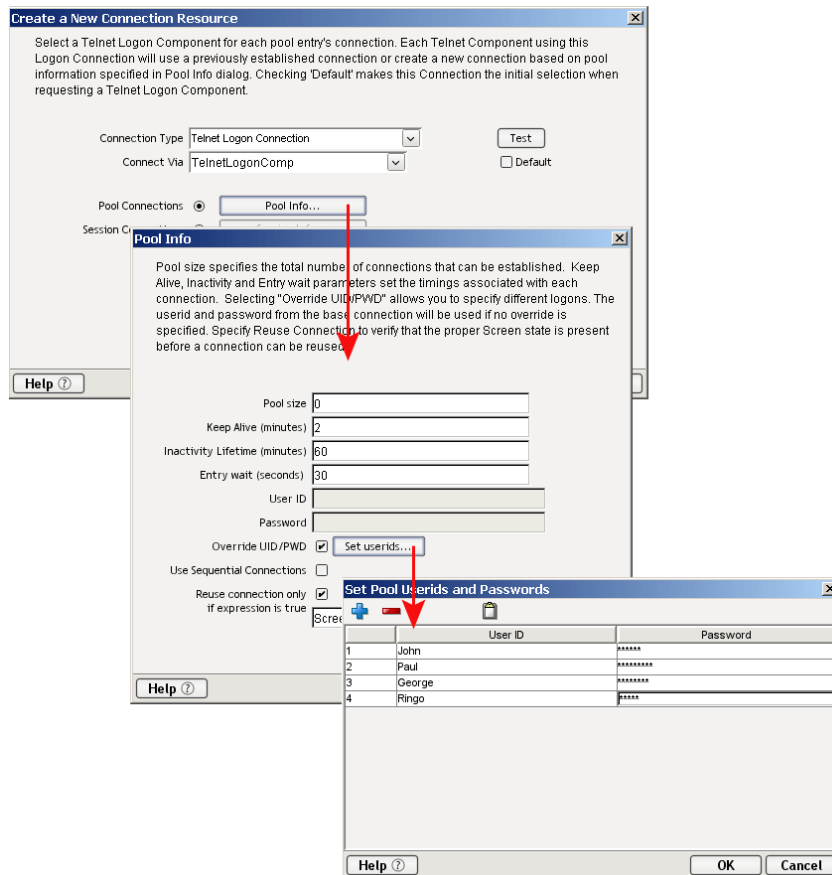 Create a New Connection Resource
Select a Telnet Logon Component for each pool entry's connection. Each Telnet Component using this
Logon Connection will use a previously established connection or create a new connection based on pool
information specified in Pool Info dialog. Checking 'Default' makes this Connection the initial selection when
requesting a Telnet Logon Component.
Connection Type Telnet Logon Connection Test
Connect Via TelnetLogonComp Default
Pool Connections Pool Info...
Session
Pool Info
Pool size specifies the total number of connections that can be established. Keep
Alive, Inactivity and Entry wait parameters set the timings associated with each
connection. Selecting "Override UID/PWD" allows you to specify different logons. The
userid and password from the base connection will be used if no override is
specified. Specify Reuse Connection to verify that the proper Screen state is present
before a connection can be reused
Help ?
Pool size 0
Keep Alive (minutes) 2
Inactivity Lifetime (minutes) 60
Entry wait (seconds) 30
User ID
Password
Override UID/PWD Set userids...
Use Sequential Connections
Reuse connection only
if expression is true
Scree
Help ?
Set Pool Userids and Passwords
User ID Password
1 John ******
2 Paul *********
3 George ********
4 Ringo *****
Help ? OK Cancel